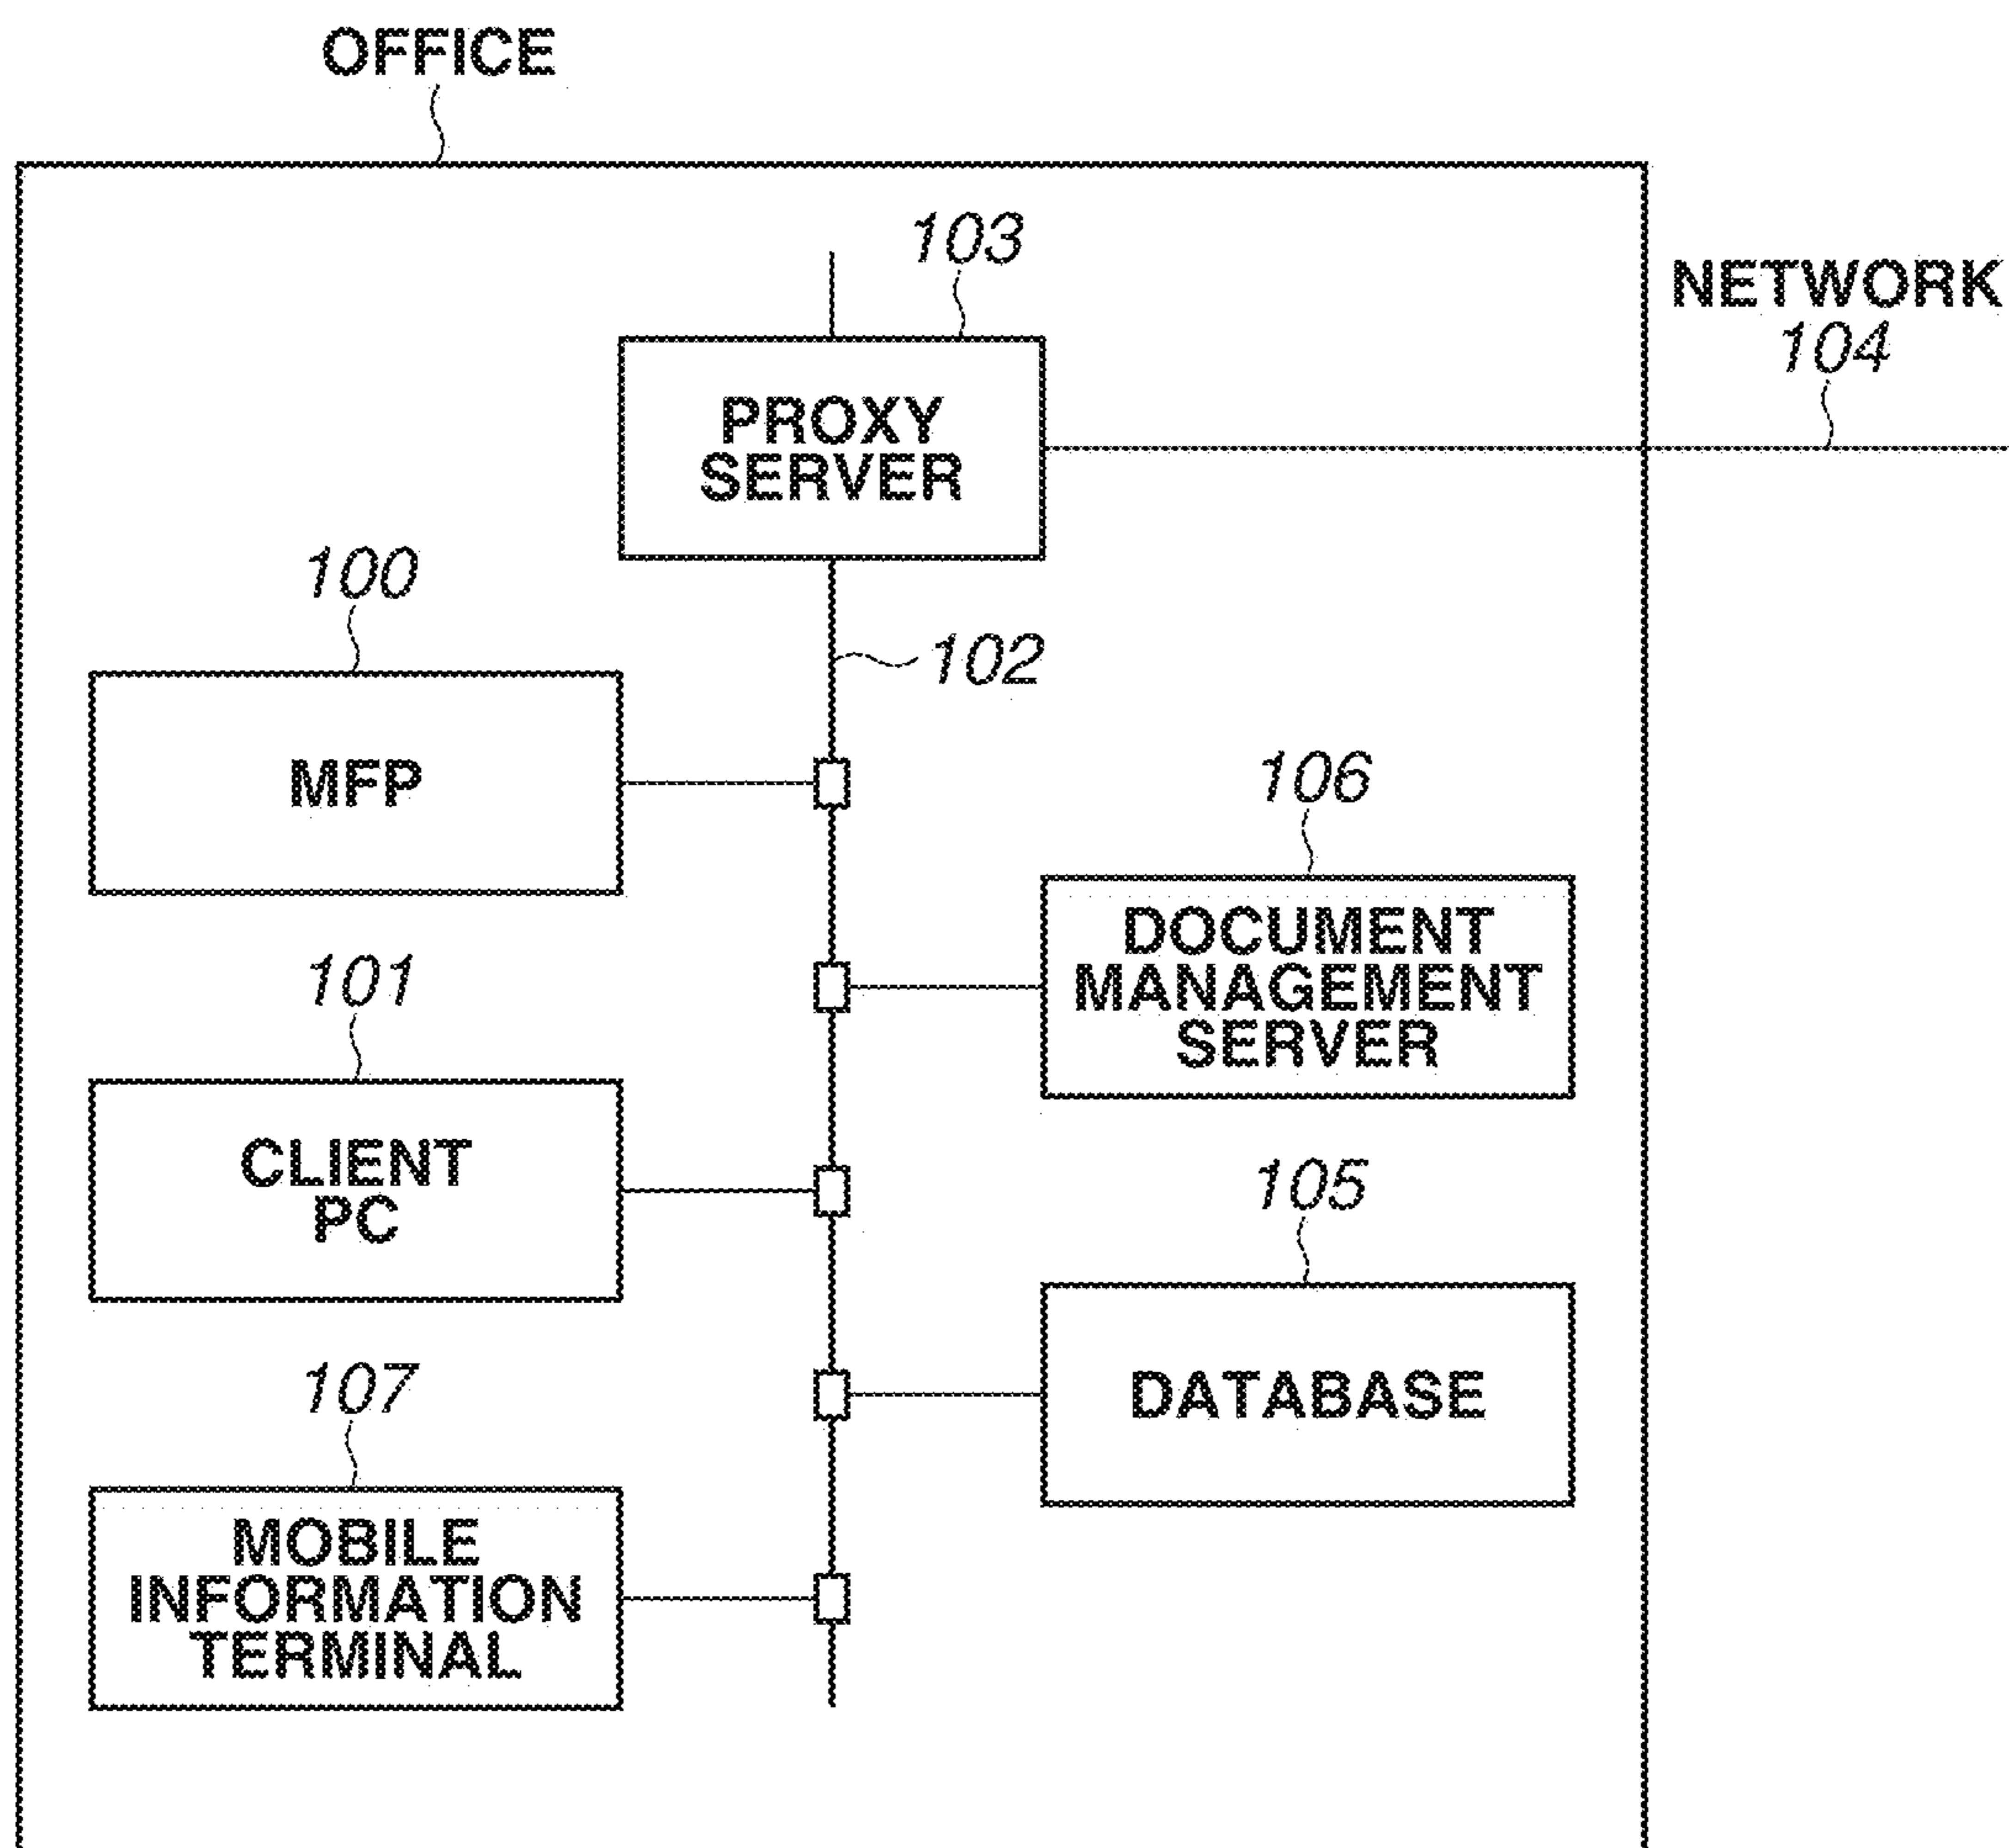 OFFICE
103
NETWORK
104
PROXY
SERVER
100
102
MFP
106
DOCUMENT
MANAGEMENT
SERVER
101
CLIENT
PC
105
DATABASE
107
MOBILE
INFORMATION
TERMINAL